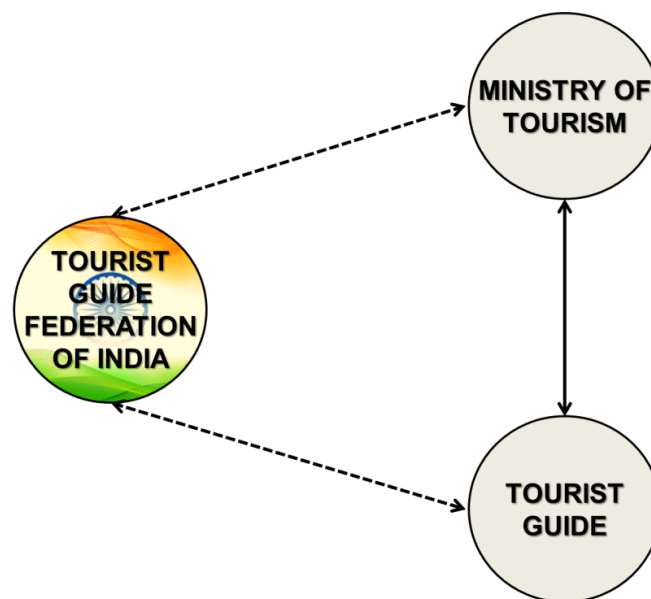 MINISTRY OF
TOURISM
TOURIST
GUIDE
FEDERATION
OF INDIA
TOURIST
GUIDE